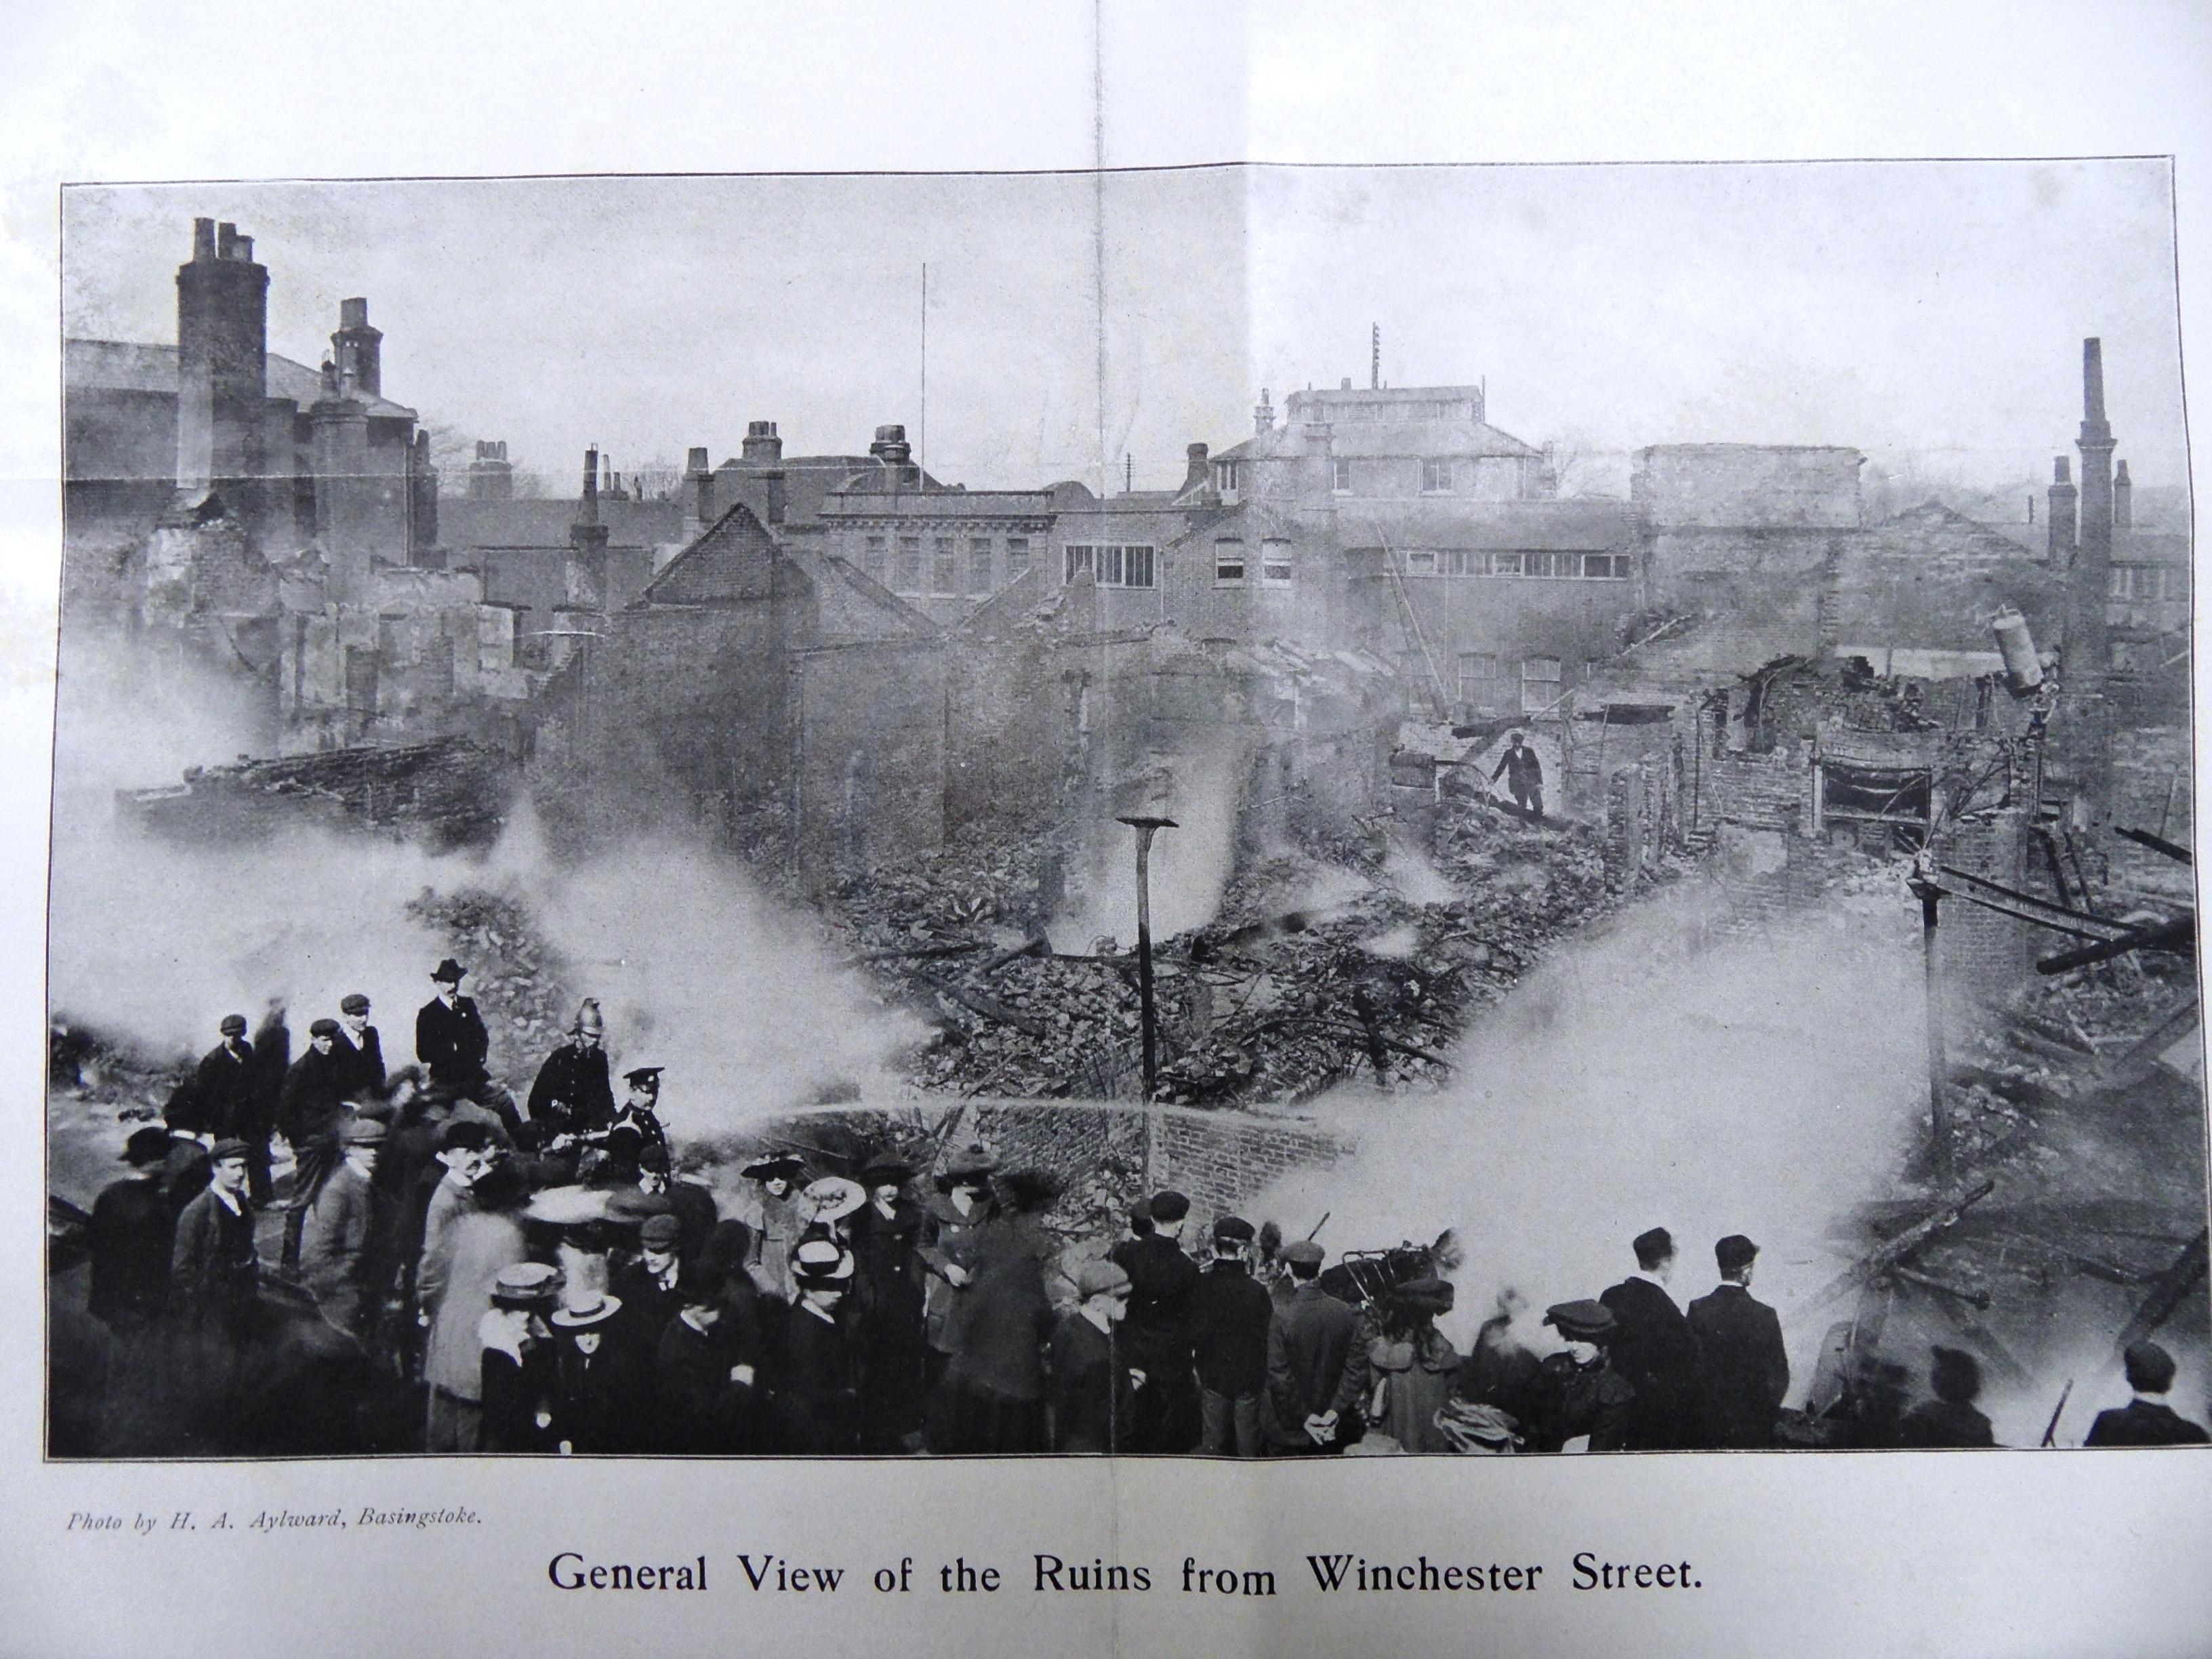 Photo by H. A. Aylward, Basingstoke.
General View of the Ruins from Winchester Street.